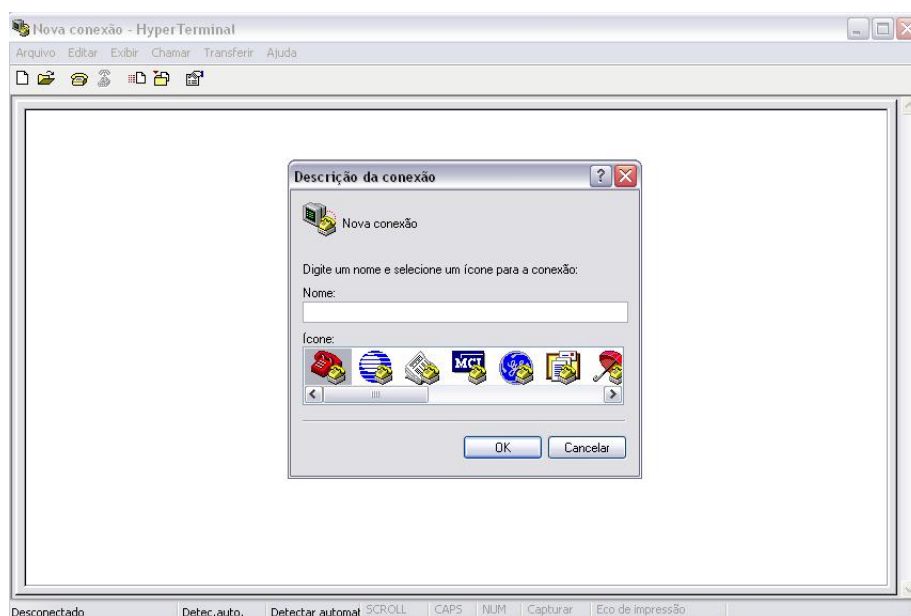 Nova conexão - HyperTerminal
Arquivo Editar Exibir Chamar Transferir Ajuda
Descrição da conexão
?
Nova conexão
Digite um nome e selecione um ícone para a conexão:
Nome:
Ícone:
MCI
OK Cancelar
Desconectado Detec.auto. Detectar automat SCROLL CAPS NUM Capturar Eco de impressão